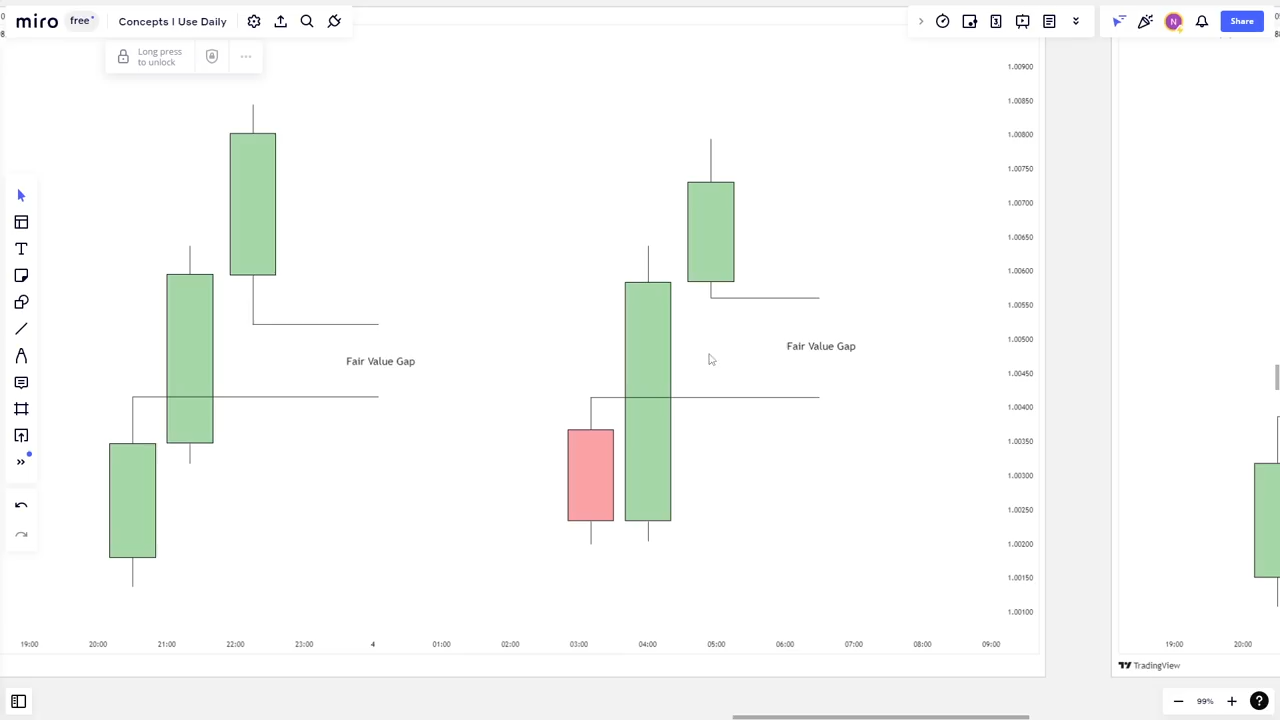 miro free Concepts I Use Daily
3
N
Share
Long press
to unlock
1.00900
1.00850
1.00800
1.00750
1.00700
1.00650
1.00600
1.00550
Fair Value Gap
1.00500
Fair Value Gap
1.00450
1.00400
1.00350
1.00300
1.00250
1.00200
1.00150
1.00100
19:00 20:00 21:00 22:00 23:00 4 01:00 02:00 03:00 04:00 05:00 06:00 07:00 08:00 09:00
19:00 20:00
TradingView
99%